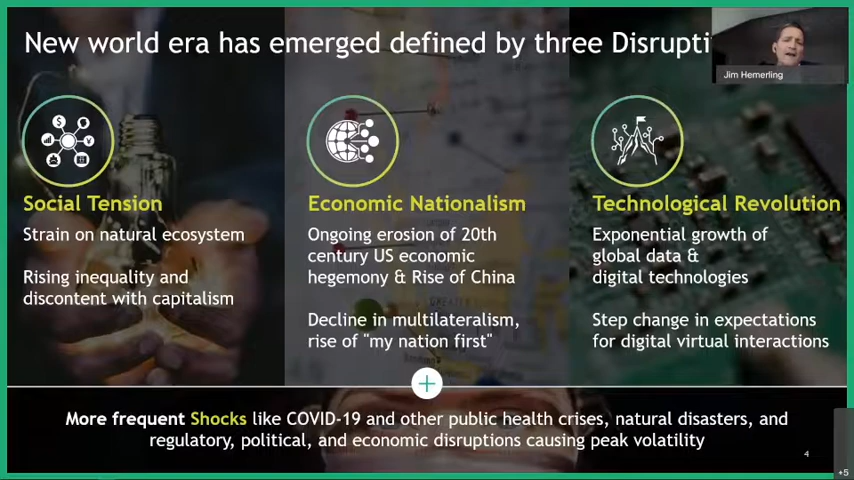 New world era has emerged defined by three Disrupti
Jim Hemerling
Social Tension
Strain on natural ecosystem
Rising inequality and
discontent with capitalism
Economic Nationalism
Ongoing erosion of 20th
century US economic
hegemony & Rise of China
Decline in multilateralism,
rise of "my nation first"
Technological Revolution
Exponential growth of
global data &
digital technologies
Step change in expectations
for digital virtual interactions
More frequent Shocks like COVID-19 and other public health crises, natural disasters, and
regulatory, political, and economic disruptions causing peak volatility
4
+5